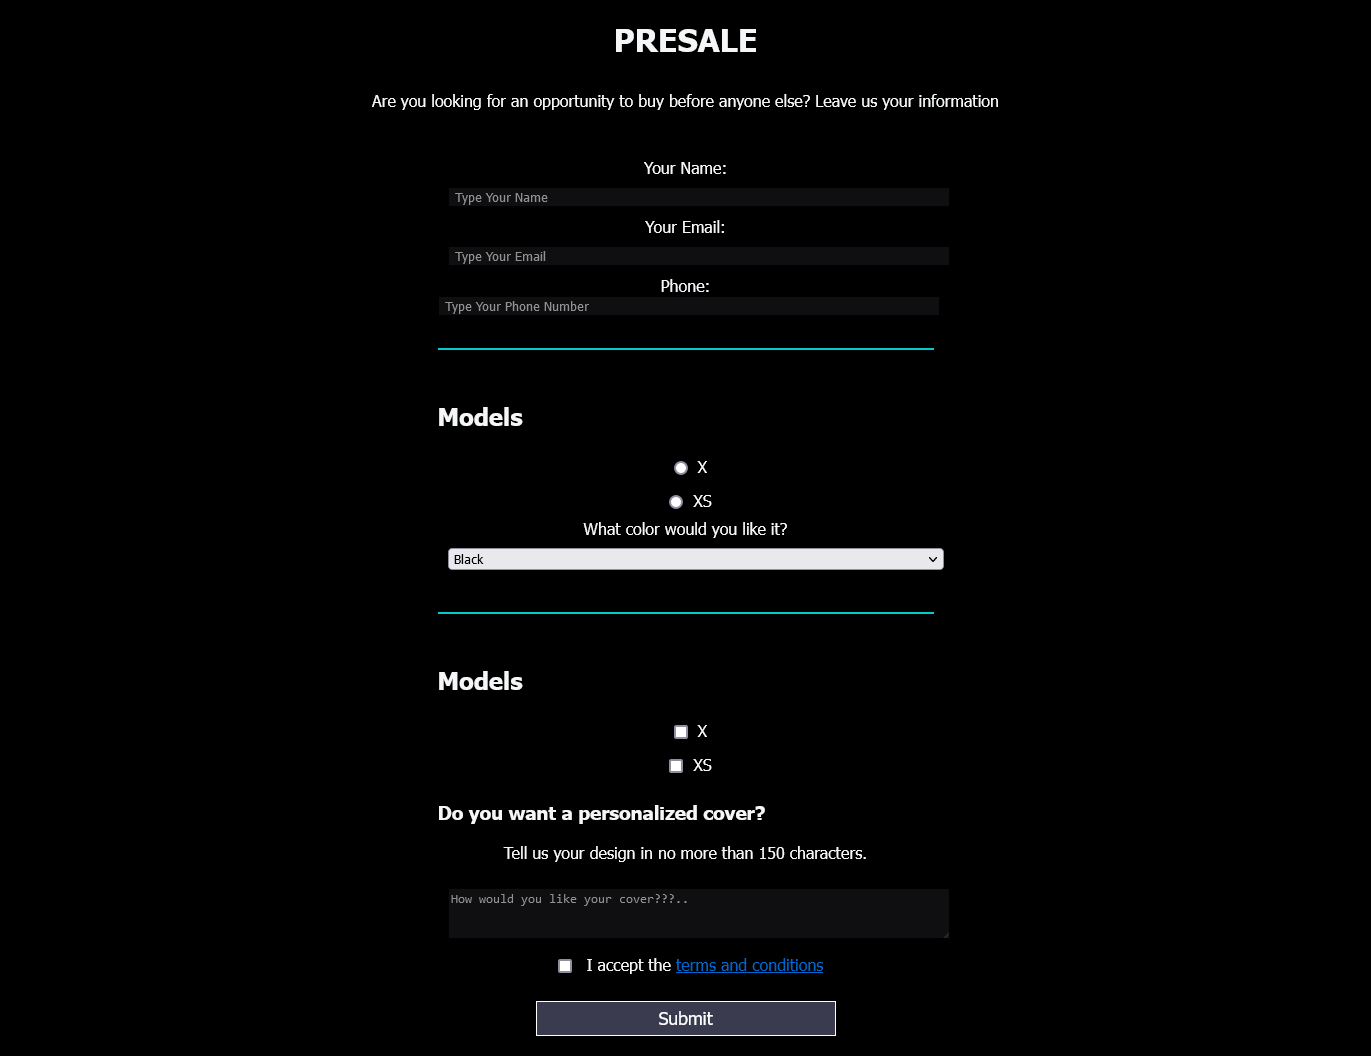 PRESALE
Are you looking for an opportunity to buy before anyone else? Leave us your information
Your Name:
Type Your Name
Your Email:
Type Your Email
Phone:
Type Your Phone Number
Models
X
XS
What color would you like it?
Black
Models
X
XS
Do you want a personalized cover?
Tell us your design in no more than 150 characters.
How would you like your cover???..
I accept the terms and conditions
Submit